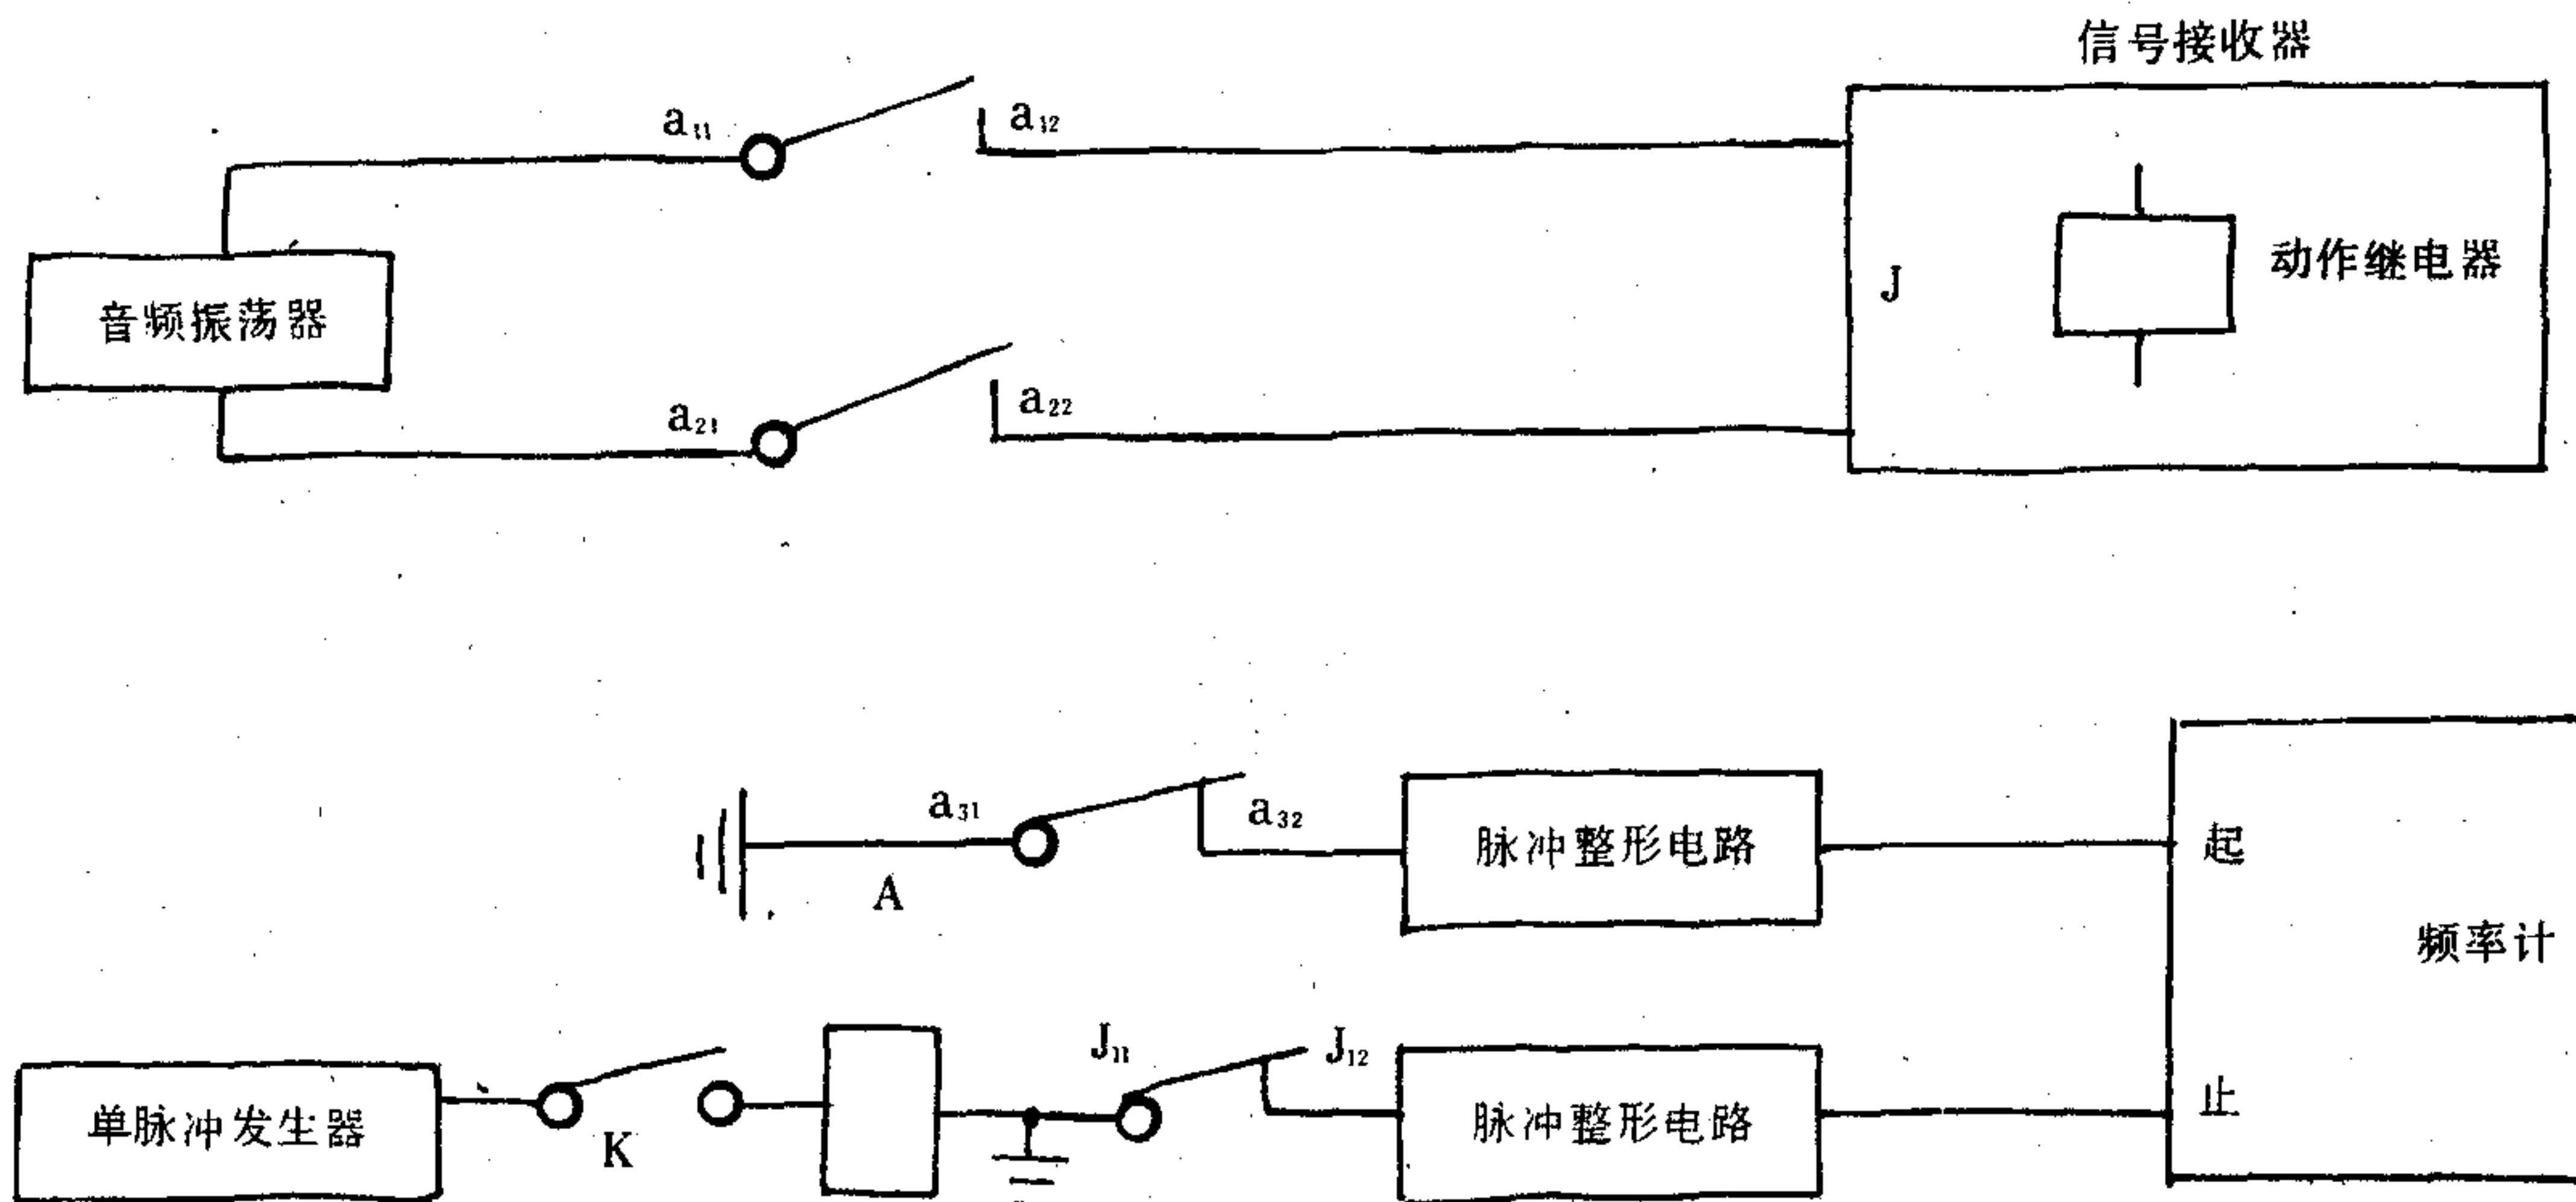 信号接收器
a₁₁
a₁₂
动作继电器
J
音频振荡器
a₂₁
a₂₂
a₃₁
a₃₂
A
脉冲整形电路
起
频率计
J₁₁
J₁₂
单脉冲发生器
K
脉冲整形电路
止